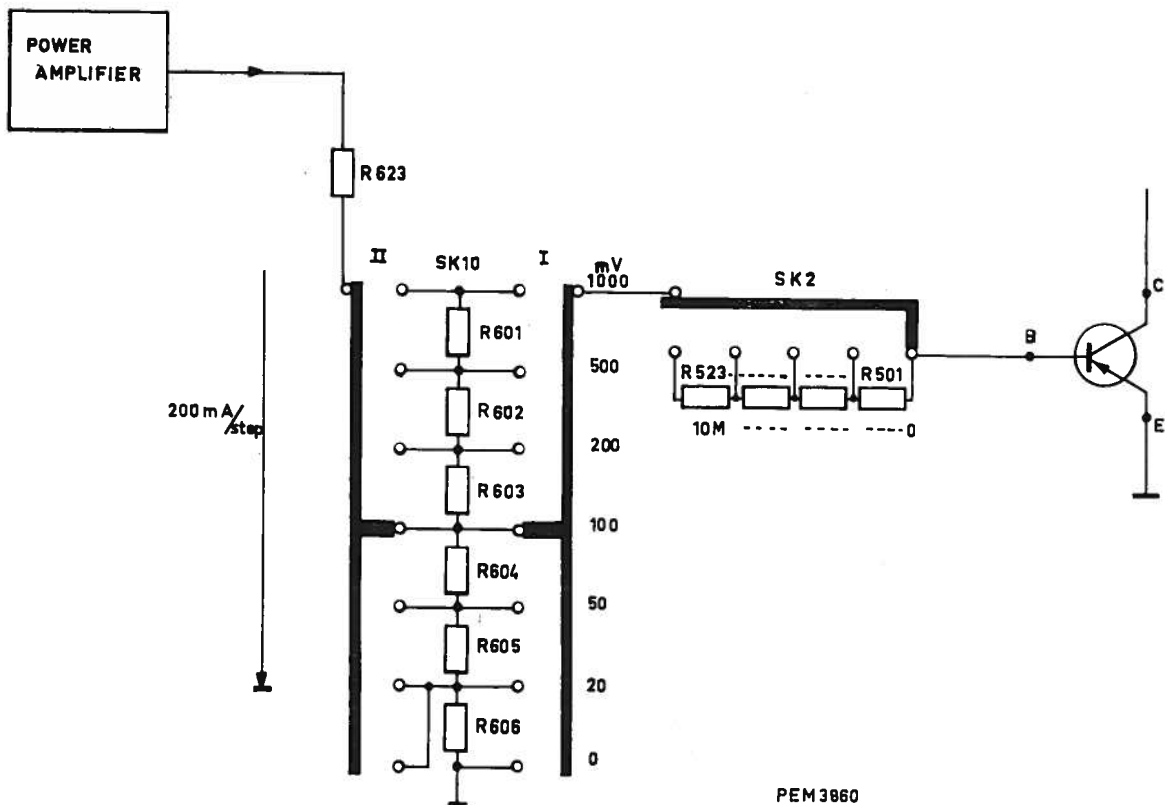 POWER
AMPLIFIER
R623
II
SK10
I
mV
1000
SK2
C
R601
B
500
R523 ----- ---- R501
200mA/step
R602
E
10M ---- ---- ----0
200
R603
100
R604
50
R605
20
R606
0
PEM3860